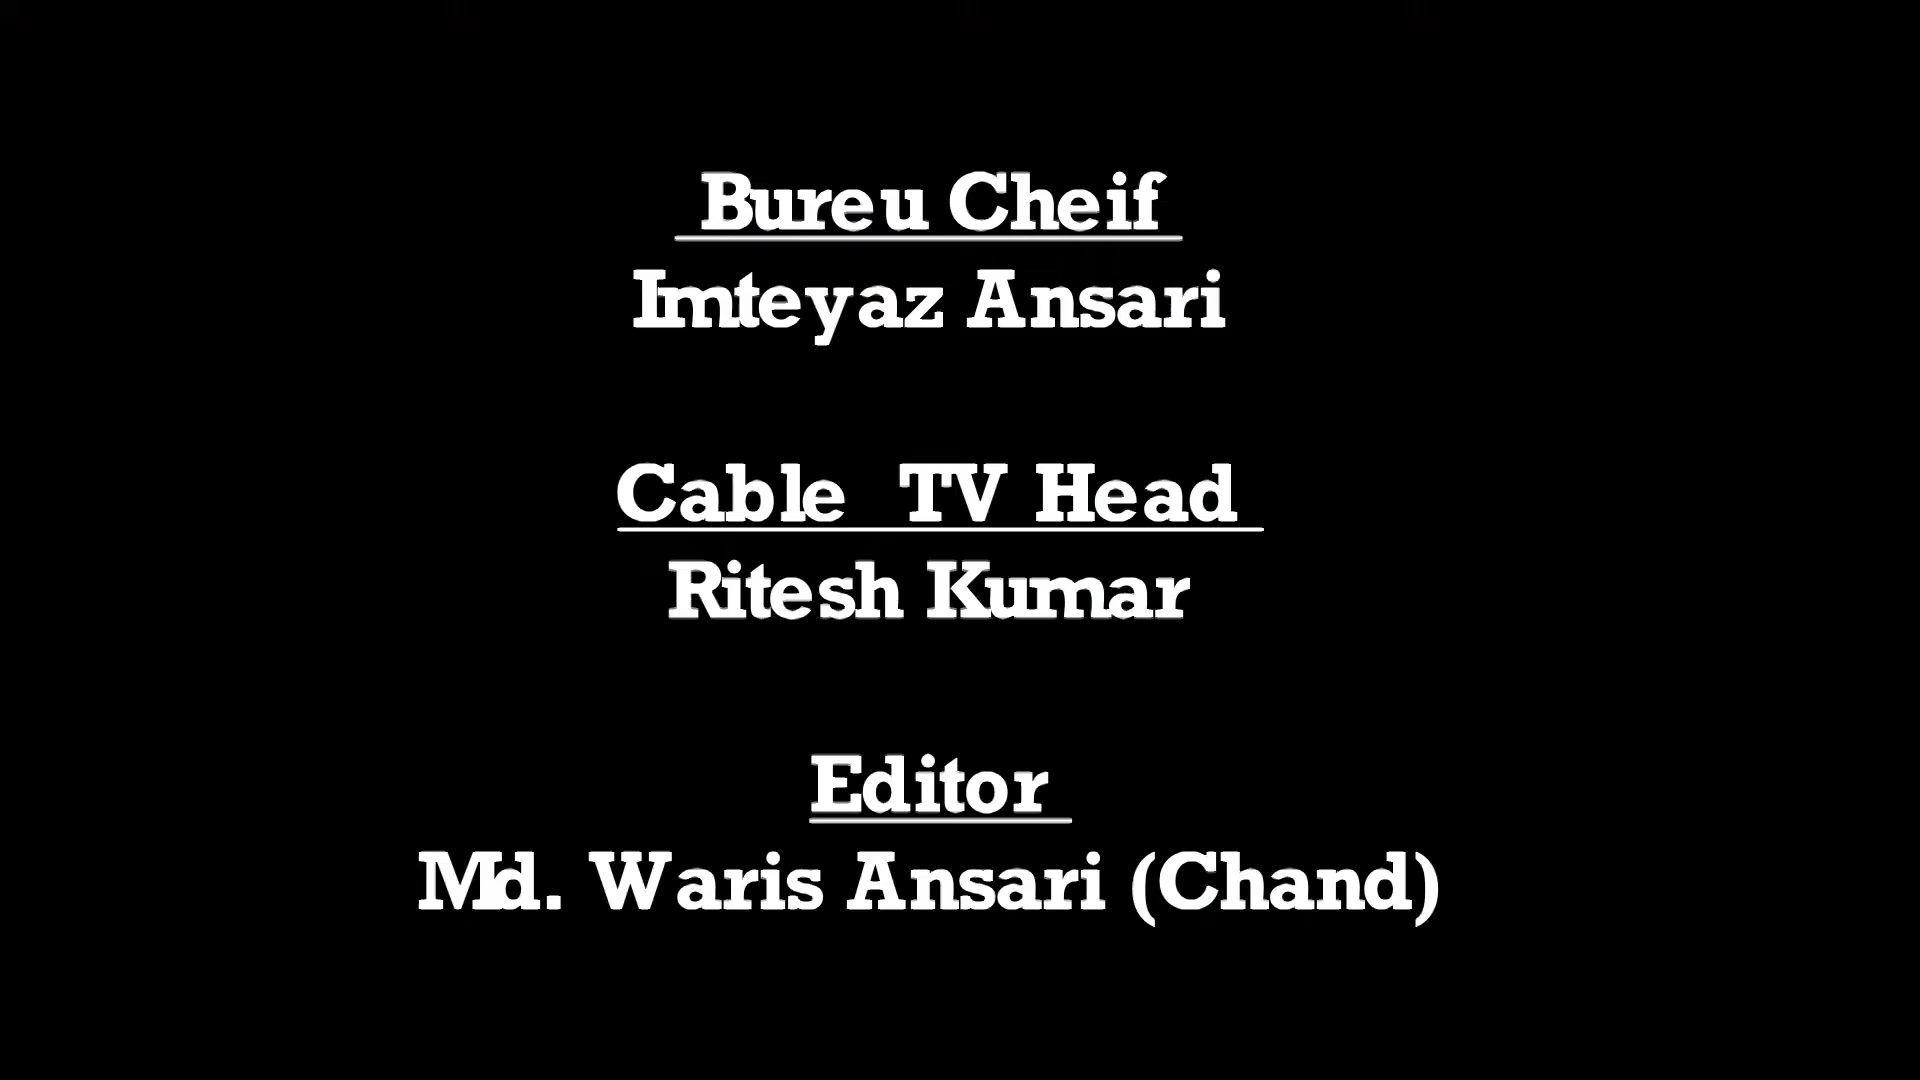 Bureu Cheif
Imteyaz Ansari
Cable TV Head
Ritesh Kumar
Editor
Md. Waris Ansari (Chand)